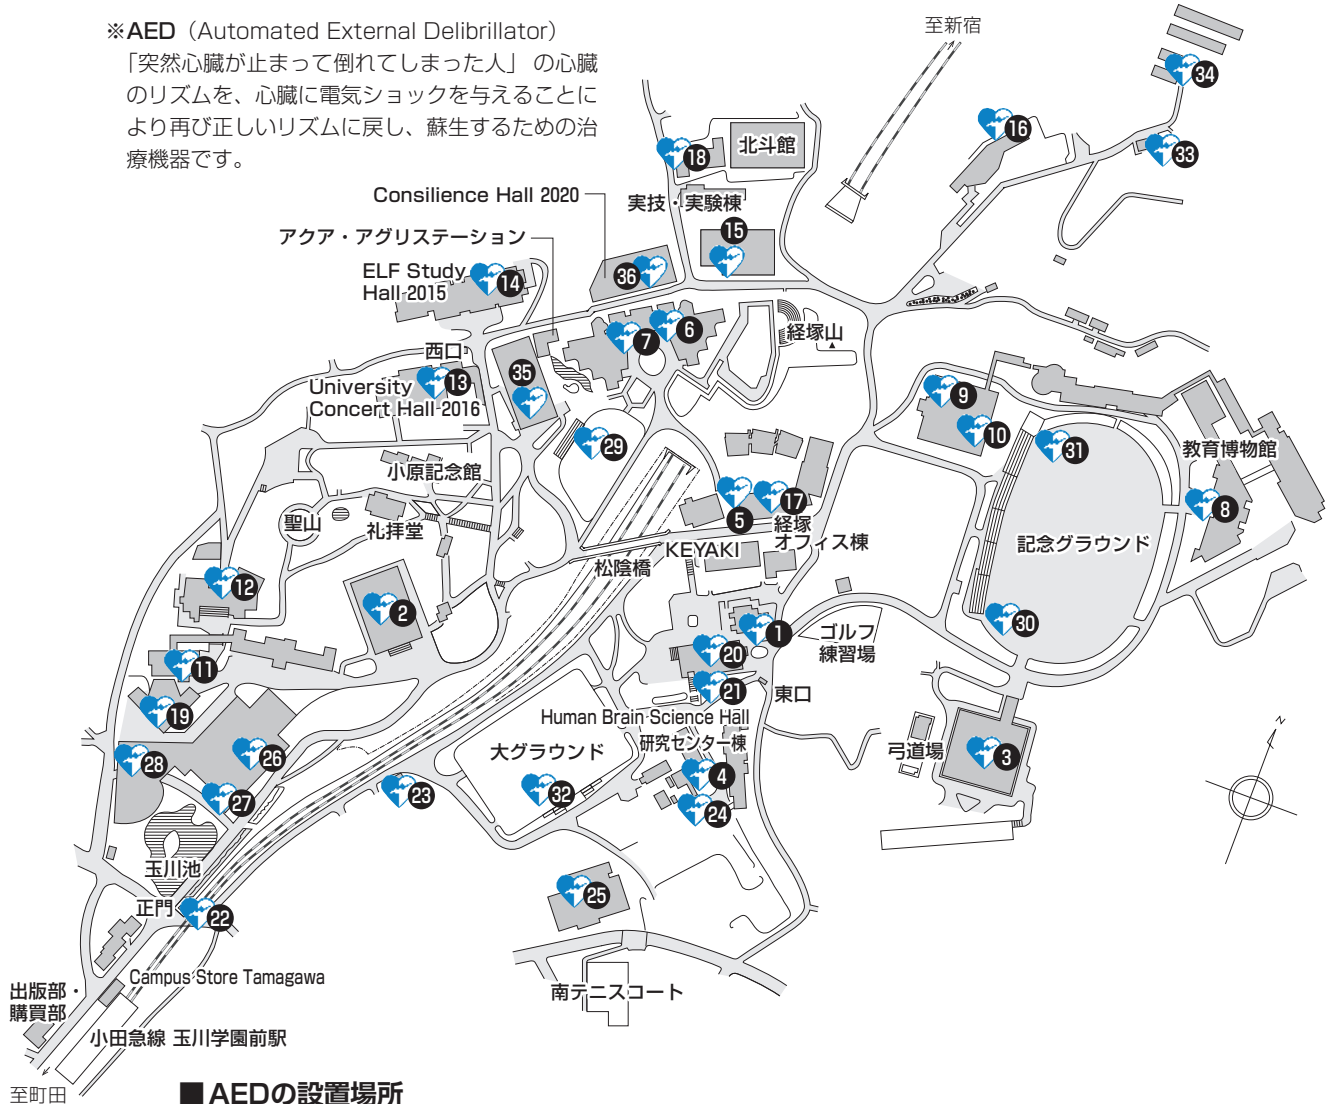 ※AED（Automated External Delibrillator）
「突然心臓が止まって倒れてしまった人」 の心臓
のリズムを、心臓に電気ショックを与えることに
より再び正しいリズムに戻し、蘇生するための治
療機器です。
至新宿
34
16
33
18
北斗館
Consilience Hall 2020
実技・実験棟
15
アクア・アグリステーション
ELF Study
Hall 2015
14
36
7
6
経塚山
西口
University
Concert Hall 2016
13
35
9
10
29
31
教育博物館
小原記念館
聖山
礼拝堂
5
17
経塚
オフィス棟
8
KEYAKI
松陰橋
記念グラウンド
12
2
1
ゴルフ
練習場
30
20
11
21
東口
19
Human Brain Science Hall
研究センター棟
大グラウンド
弓道場
3
N
28
26
4
27
23
32
24
玉川池
25
正門
22
Campus Store Tamagawa
出版部・
購買部
南テニスコート
小田急線 玉川学園前駅
至町田
■AEDの設置場所